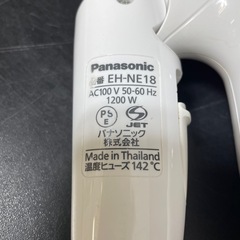 Panasonic
品番 EH-NE18
AC100 V 50-60 Hz
1200 W
PS
E
S
JET
パナソニック
株式会社
Made in Thailand
温度ヒューズ 142 ℃